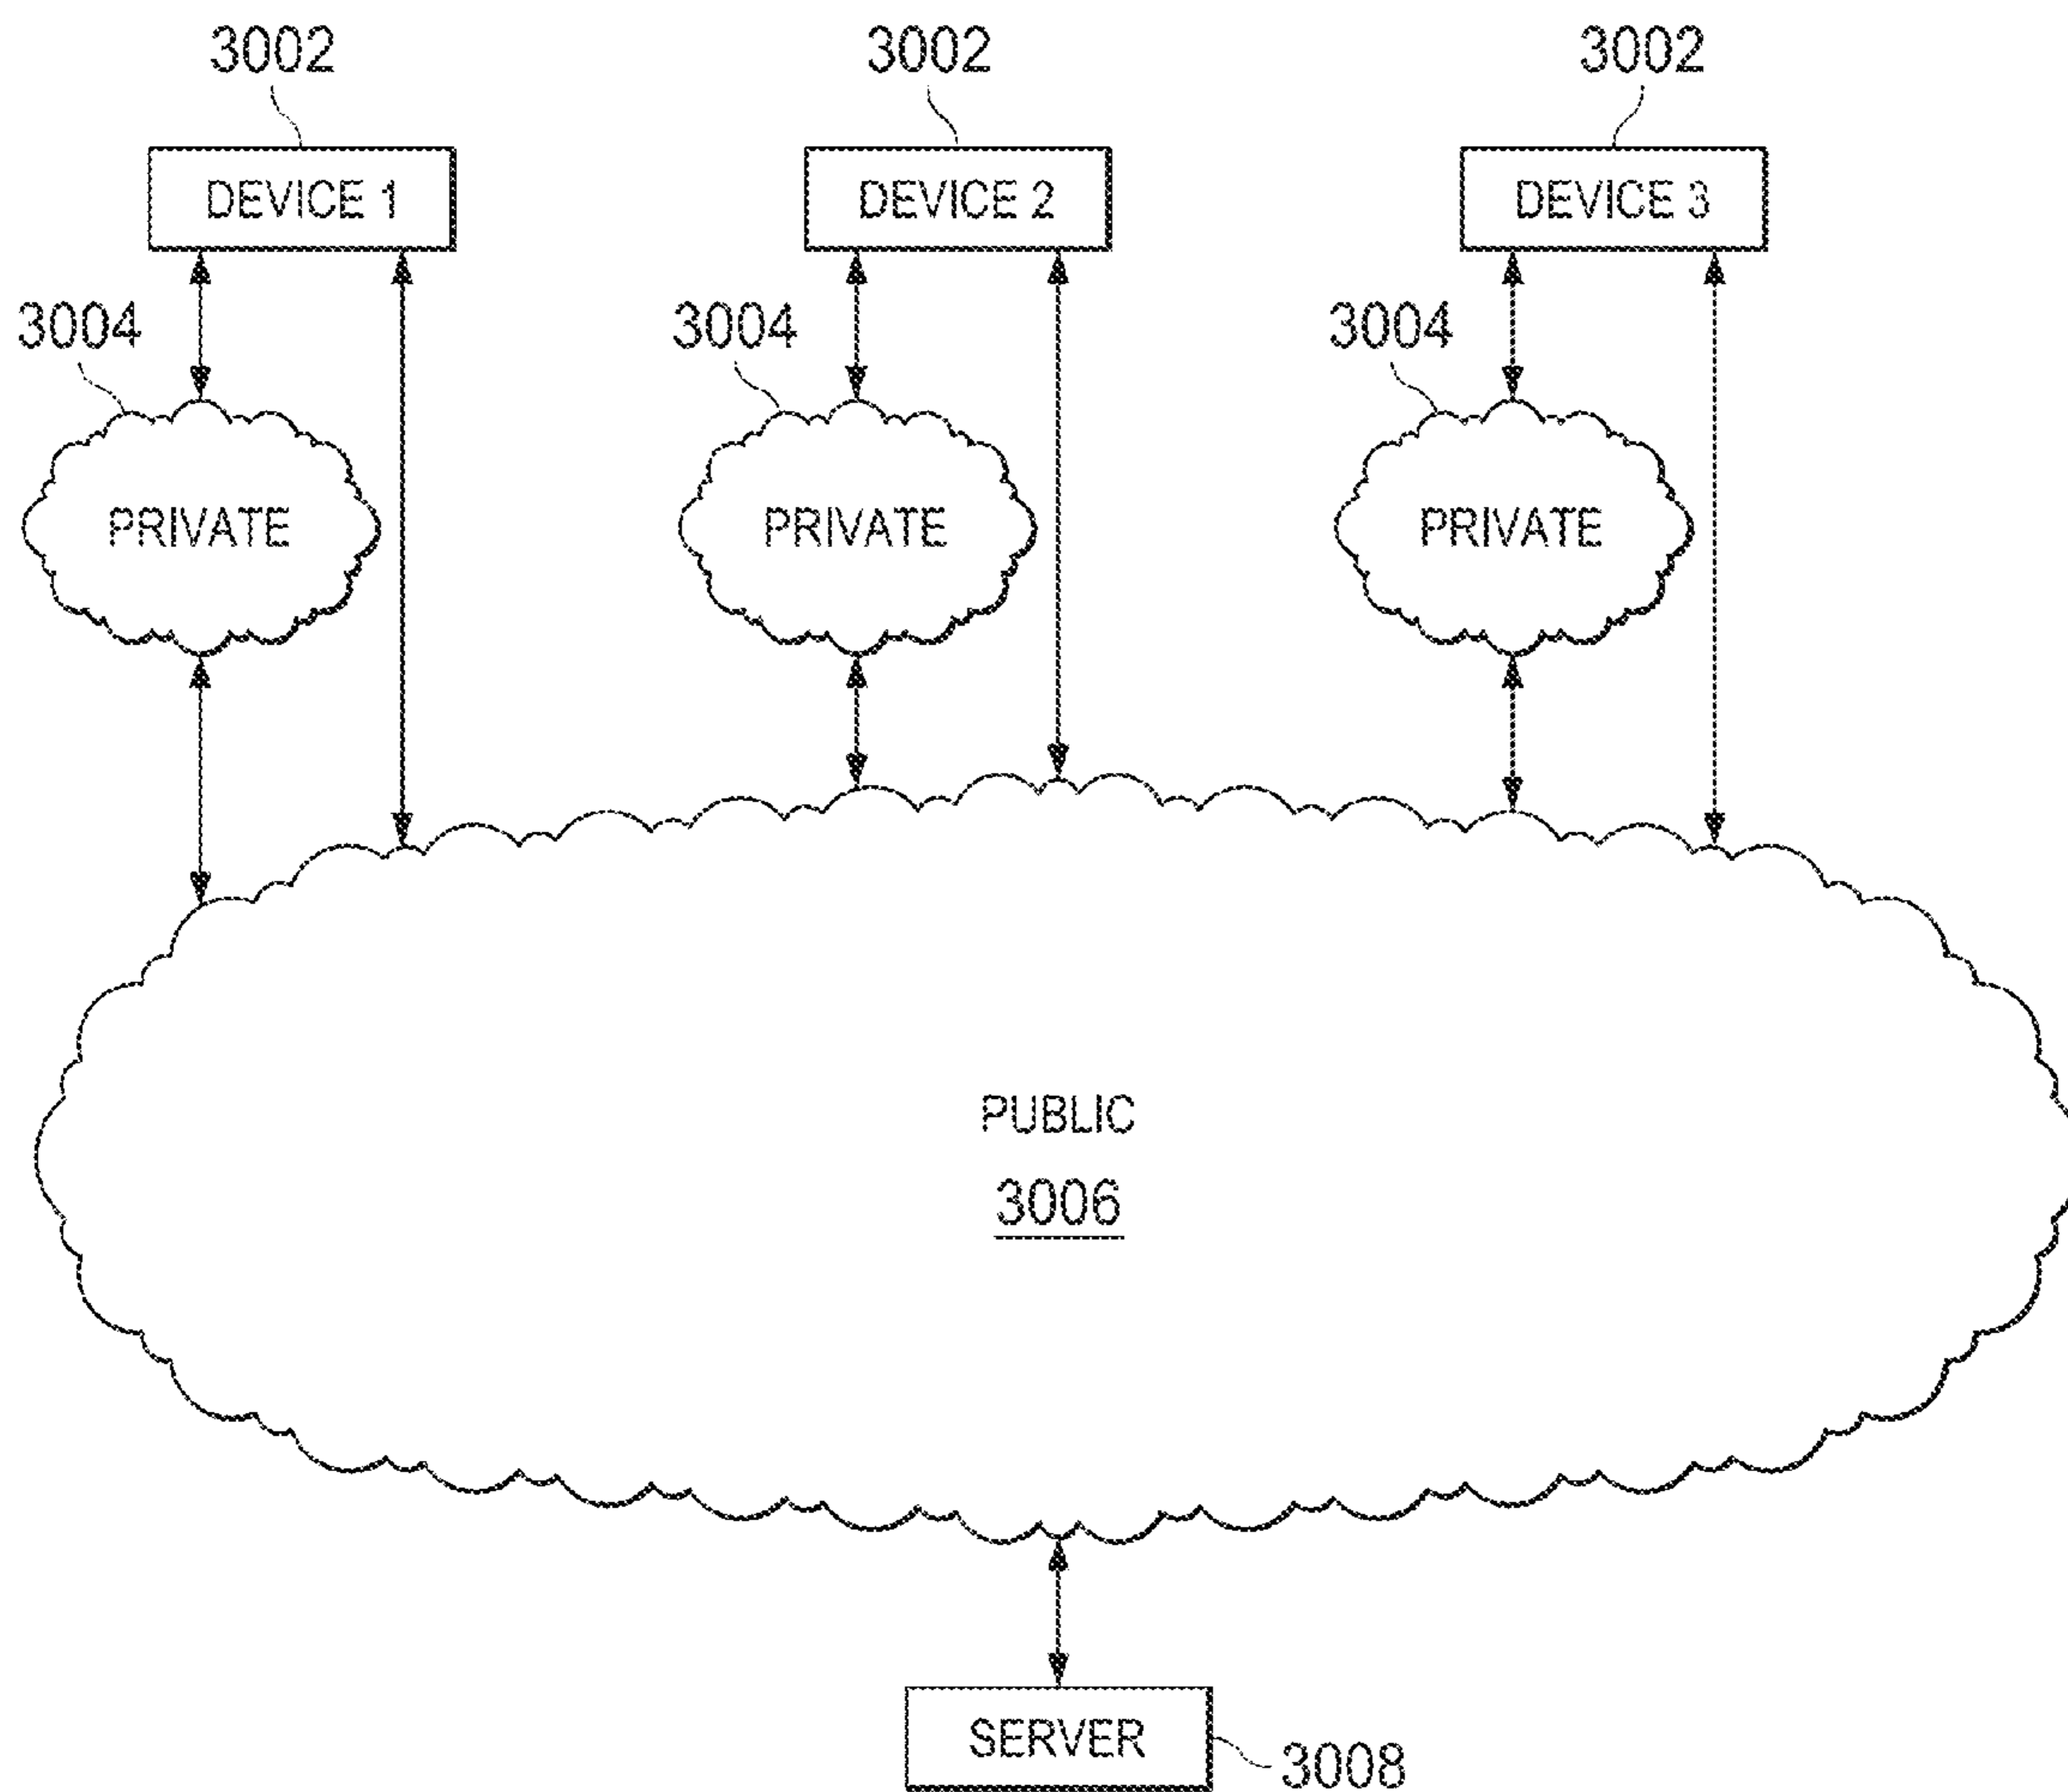 3002 3002 3002
DEVICE 1 DEVICE 2 DEVICE 3
3004 3004 3004
PRIVATE PRIVATE PRIVATE
PUBLIC
3006
SERVER
3008